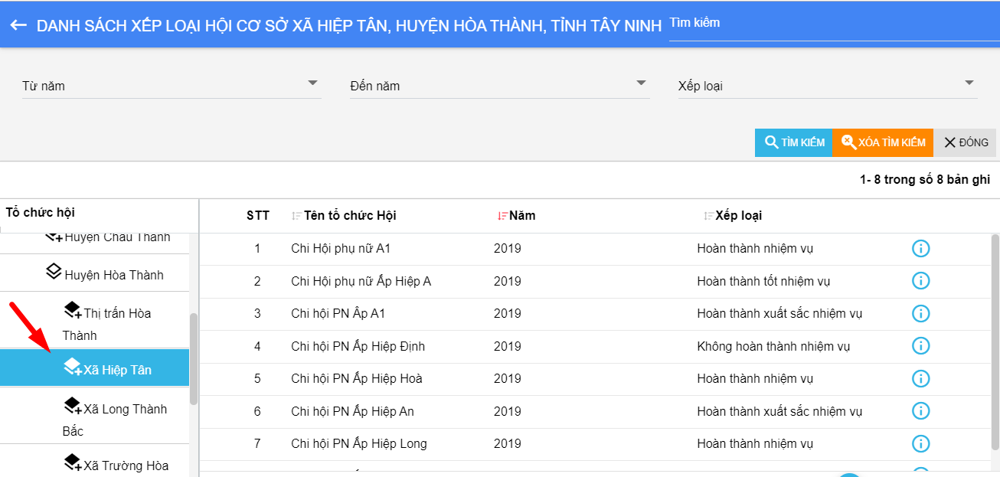 DANH SÁCH XẾP LOẠI HỘI CƠ SỞ XÃ HIỆP TÂN, HUYỆN HÒA THÀNH, TỈNH TÂY NINH
Tìm kiếm
Từ năm
Đến năm
Xếp loại
TÌM KIẾM
XÓA TÌM KIẾM
ĐÓNG
1- 8 trong số 8 bản ghi
Tổ chức hội
Huyện Châu Thành
Huyện Hòa Thành
Thị trấn Hòa
Thành
Xã Hiệp Tân
Xã Long Thành
Bắc
Xã Trường Hòa
STT Tên tổ chức Hội Năm Xếp loại
1 Chi Hội phụ nữ A1 2019 Hoàn thành nhiệm vụ
2 Chi Hội phụ nữ Ấp Hiệp A 2019 Hoàn thành tốt nhiệm vụ
3 Chi hội PN Âp A1 2019 Hoàn thành xuất sắc nhiệm vụ
4 Chi hội PN Ấp Hiệp Định 2019 Không hoàn thành nhiệm vụ
5 Chi hội PN Ấp Hiệp Hoà 2019 Hoàn thành nhiệm vụ
6 Chi hội PN Ấp Hiệp An 2019 Hoàn thành xuất sắc nhiệm vụ
7 Chi hội PN Ấp Hiệp Long 2019 Hoàn thành nhiệm vụ